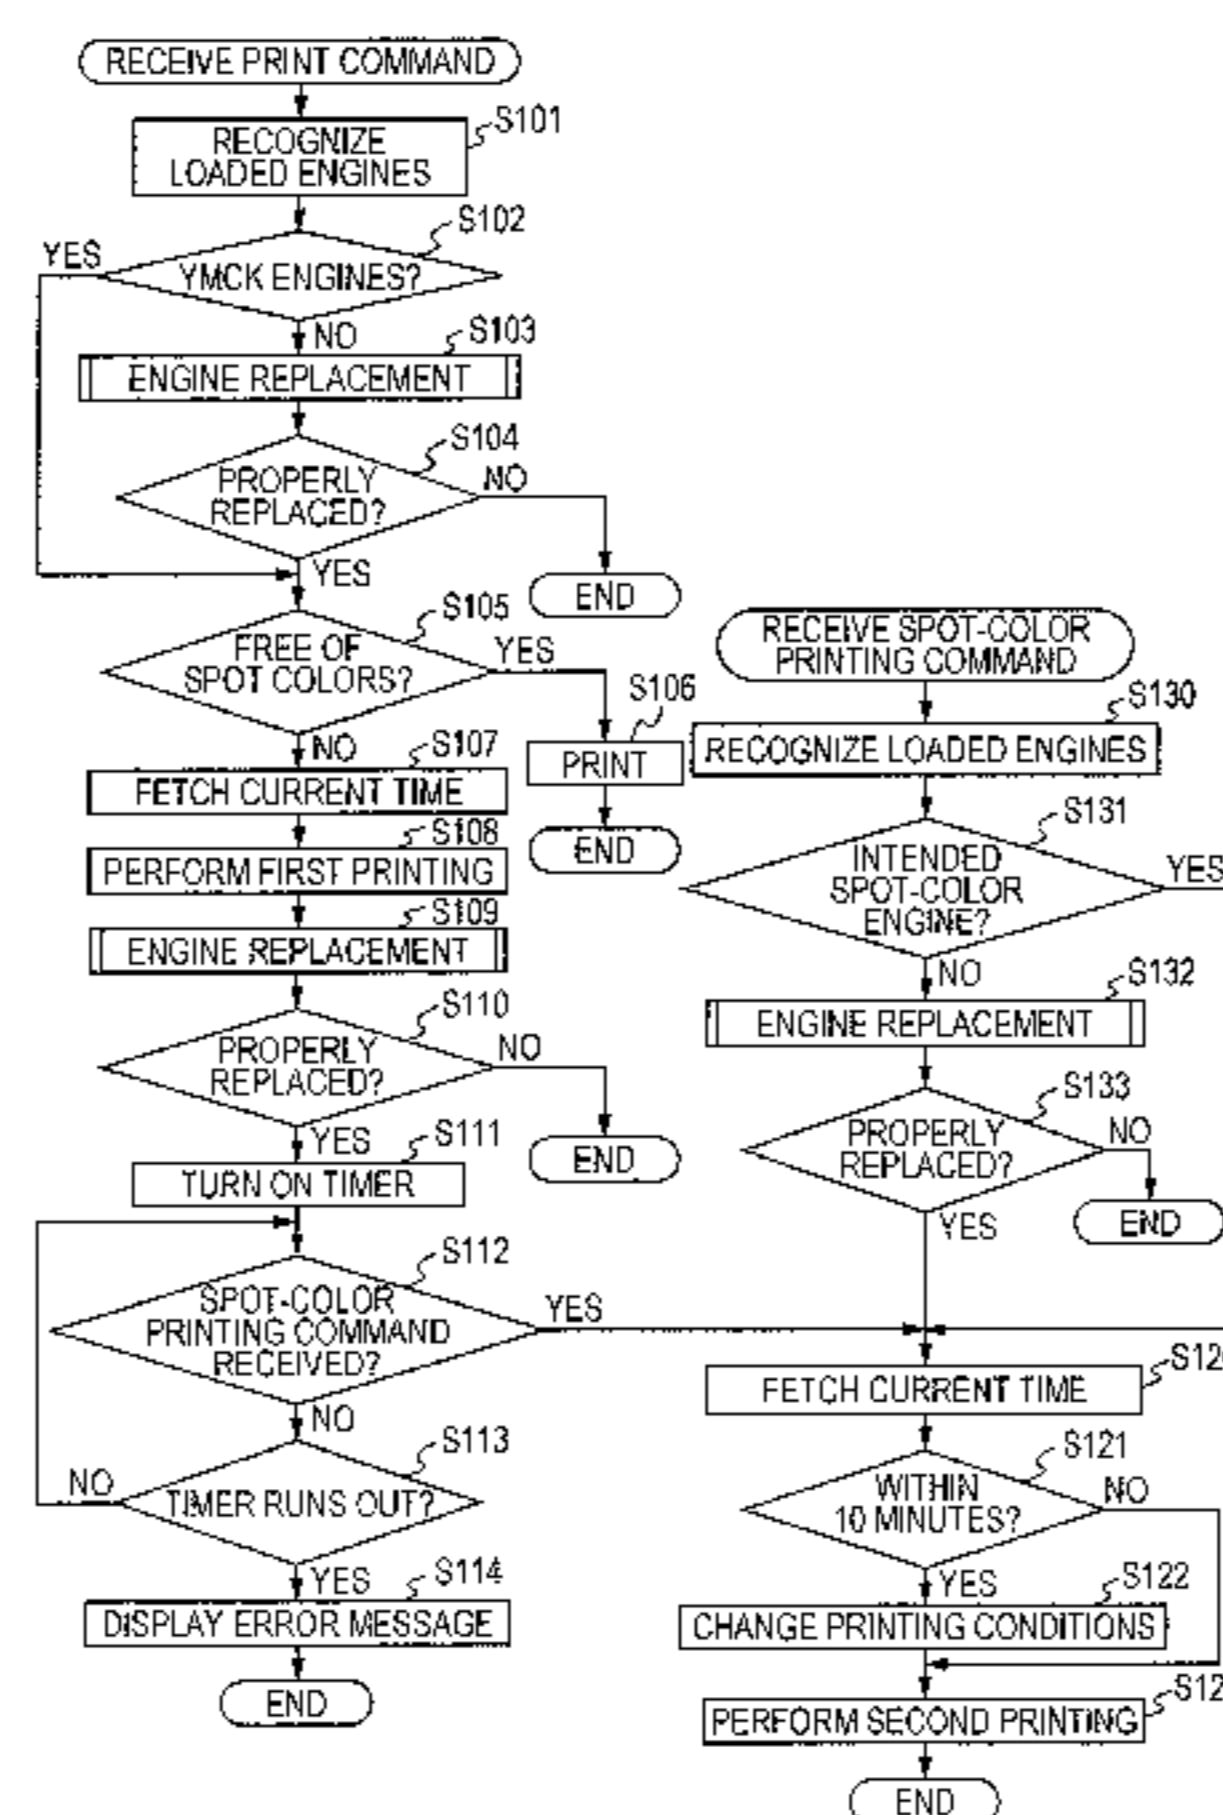 RECEIVE PRINT COMMAND
S101
RECOGNIZE
LOADED ENGINES
S102
YES
YMCK ENGINES?
NO
S103
ENGINE REPLACEMENT
S104
PROPERLY
REPLACED?
NO
YES
END
S105
FREE OF
SPOT COLORS?
YES
S106
PRINT
END
NO
S107
FETCH CURRENT TIME
S108
PERFORM FIRST PRINTING
S109
ENGINE REPLACEMENT
S110
PROPERLY
REPLACED?
NO
END
YES
S111
TURN ON TIMER
S112
SPOT-COLOR
PRINTING COMMAND
RECEIVED?
YES
NO
S113
TIMER RUNS OUT?
NO
YES
S114
DISPLAY ERROR MESSAGE
END
RECEIVE SPOT-COLOR
PRINTING COMMAND
S130
RECOGNIZE LOADED ENGINES
S131
INTENDED
SPOT-COLOR
ENGINE?
YES
NO
S132
ENGINE REPLACEMENT
S133
PROPERLY
REPLACED?
NO
END
YES
FETCH CURRENT TIME
S121
WITHIN
10 MINUTES?
NO
YES
S122
CHANGE PRINTING CONDITIONS
PERFORM SECOND PRINTING
END